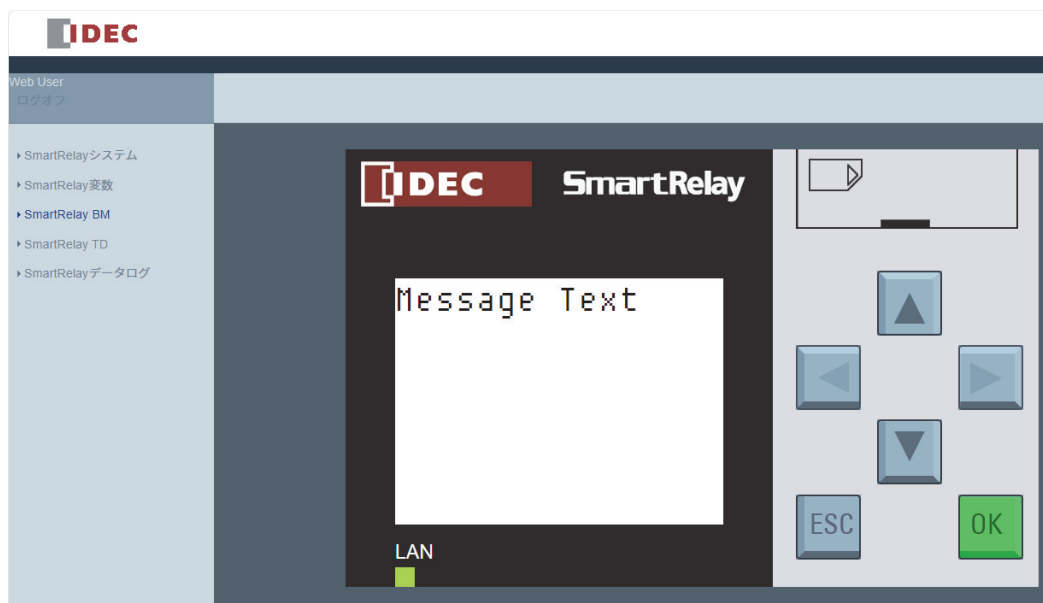 IDEC
Web User
ログオフ
SmartRelayシステム
SmartRelay変数
SmartRelay BM
SmartRelay TD
SmartRelayデータログ
IDEC SmartRelay
Message Text
LAN
ESC OK